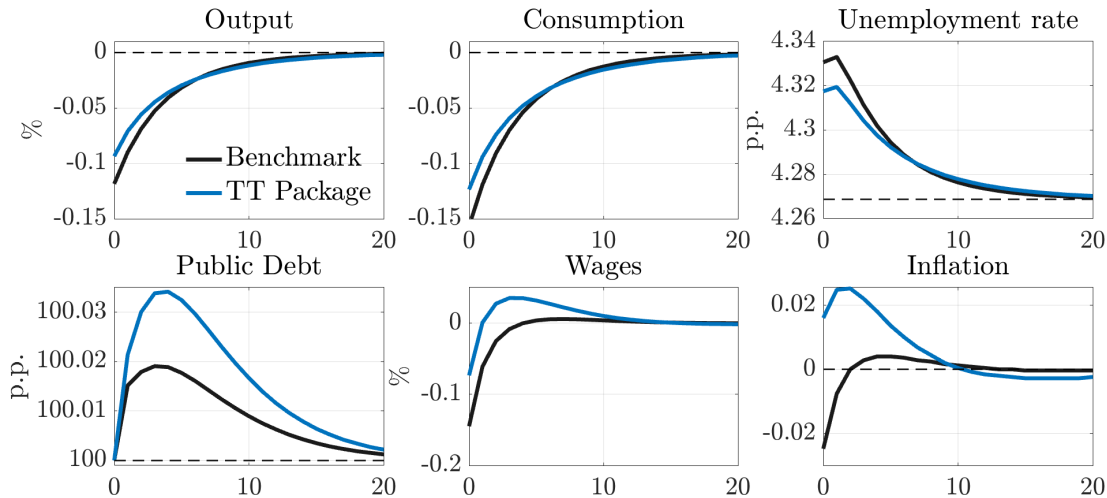 Output
0
-0.05
-0.1
-0.15
%
Benchmark
TT Package
0 10 20
Consumption
0
-0.05
-0.1
-0.15
0 10 20
Unemployment rate
4.34
4.32
4.3
4.28
4.26
p.p.
0 10 20
Public Debt
100.03
100.02
100.01
100
p.p.
0 10 20
Wages
0
-0.1
-0.2
%
0 10 20
Inflation
0.02
0
-0.02
0 10 20